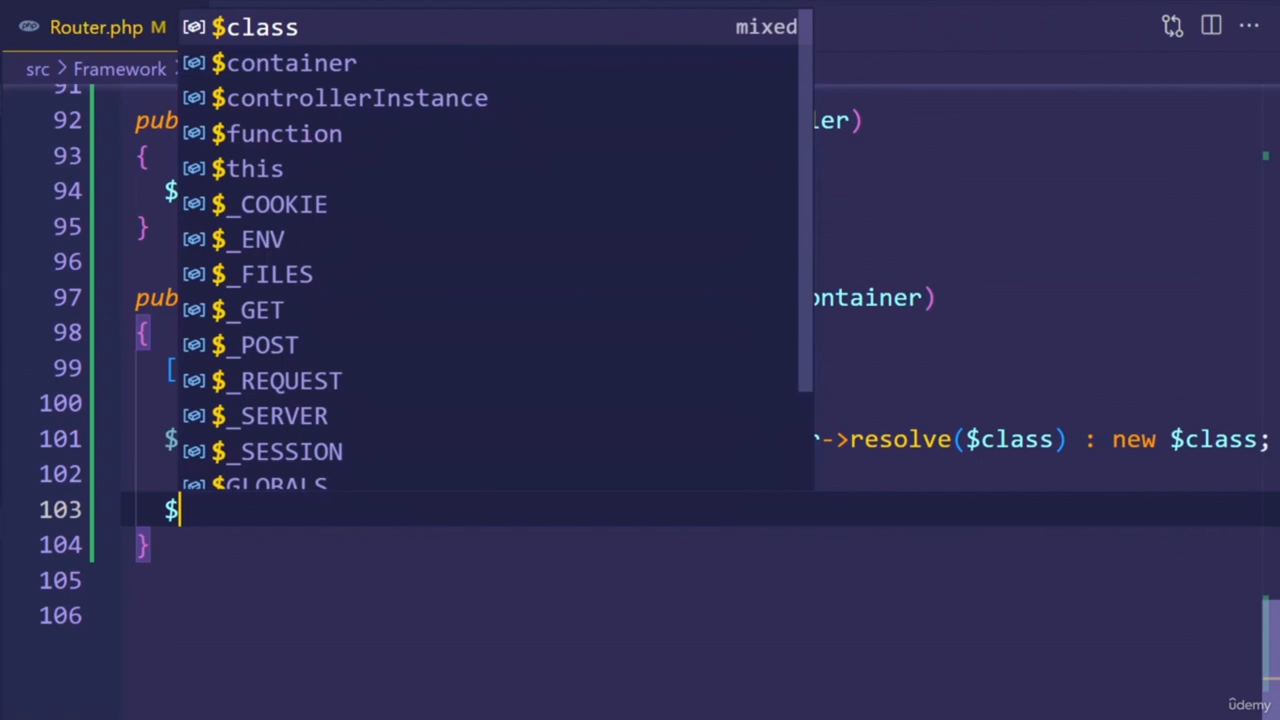 Router.php M
src > Framework >
$class mixed
$container
$controllerInstance
$function
$this
$_COOKIE
$_ENV
$_FILES
$_GET
$_POST
$_REQUEST
$_SERVER
$_SESSION
$GLOBALS
91
92 pub ler)
93 {
94 $
95 }
96
97 pub ontainer)
98 {
99 [
100
101 $ r->resolve($class) : new $class;
102
103 $
104 }
105
106
ûdemy